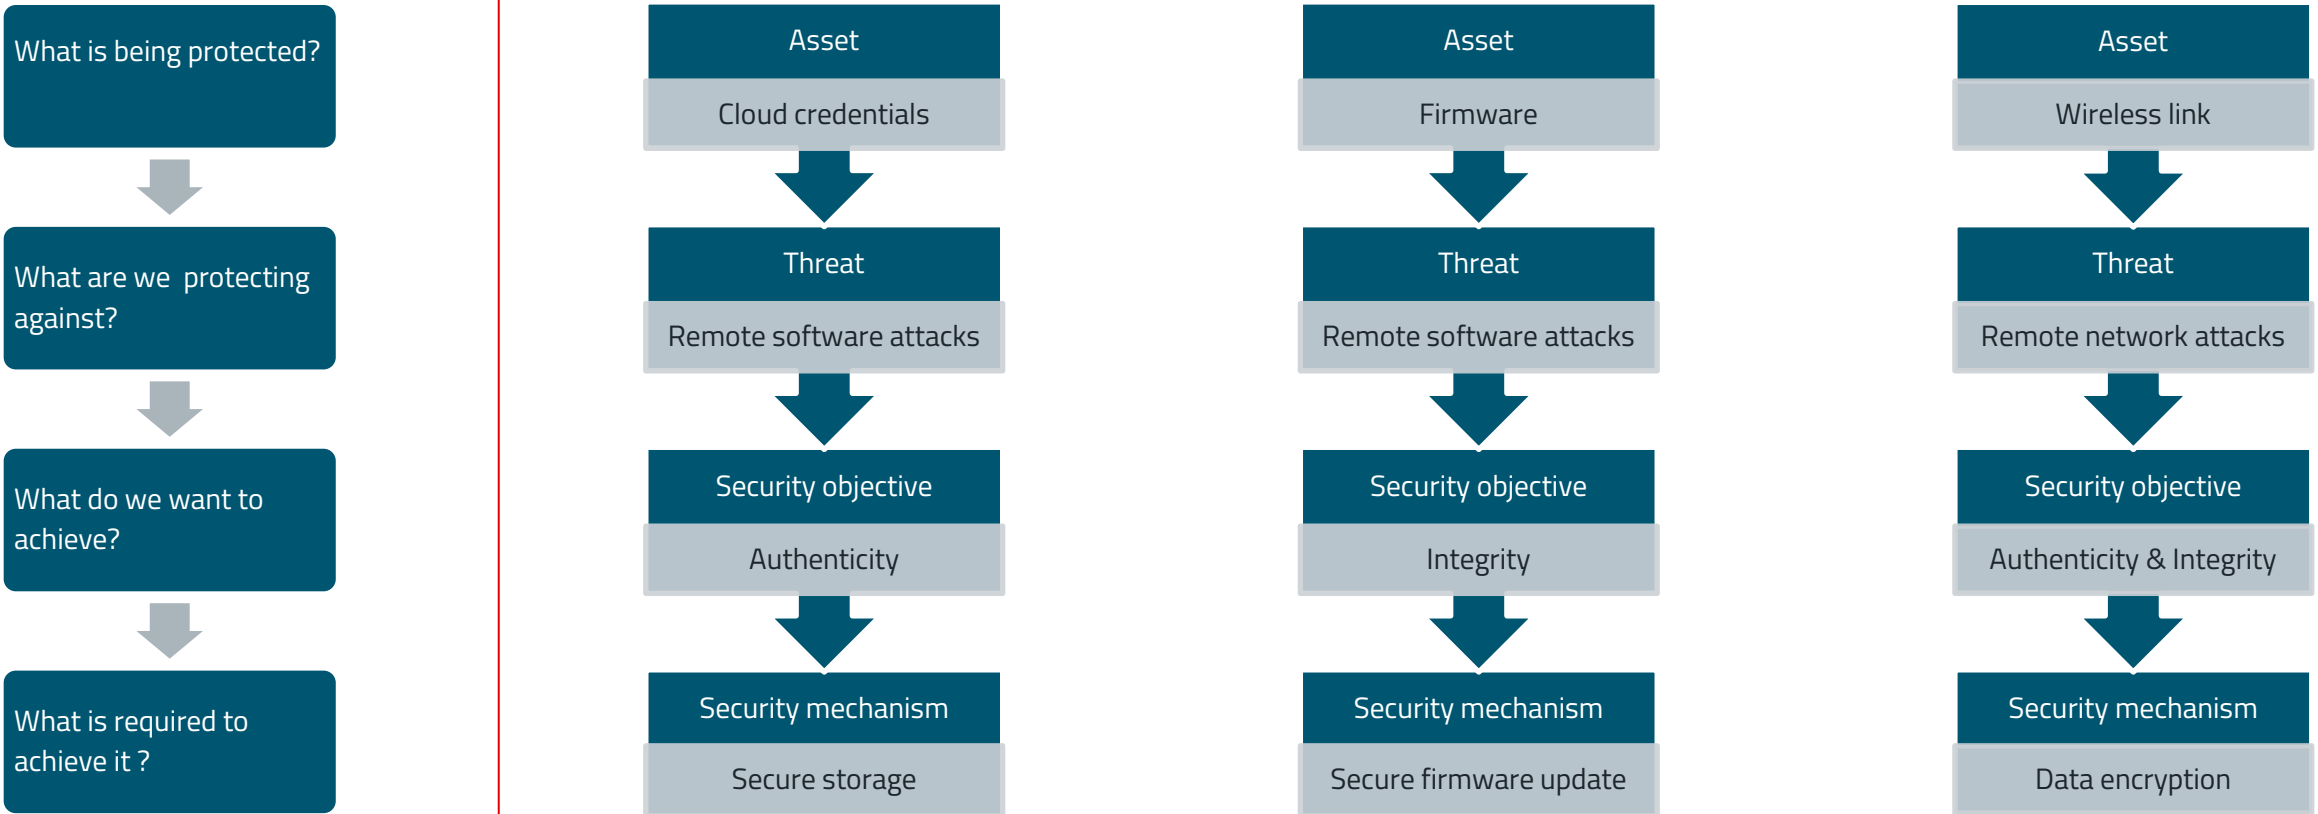 What is being protected?
What are we  protecting
against?
What do we want to
achieve?
What is required to
achieve it ?
Asset
Cloud credentials
Threat
Remote software attacks
Security objective
Authenticity
Security mechanism
Secure storage
Asset
Firmware
Threat
Remote software attacks
Security objective
Integrity
Security mechanism
Secure firmware update
Asset
Wireless link
Threat
Remote network attacks
Security objective
Authenticity & Integrity
Security mechanism
Data encryption